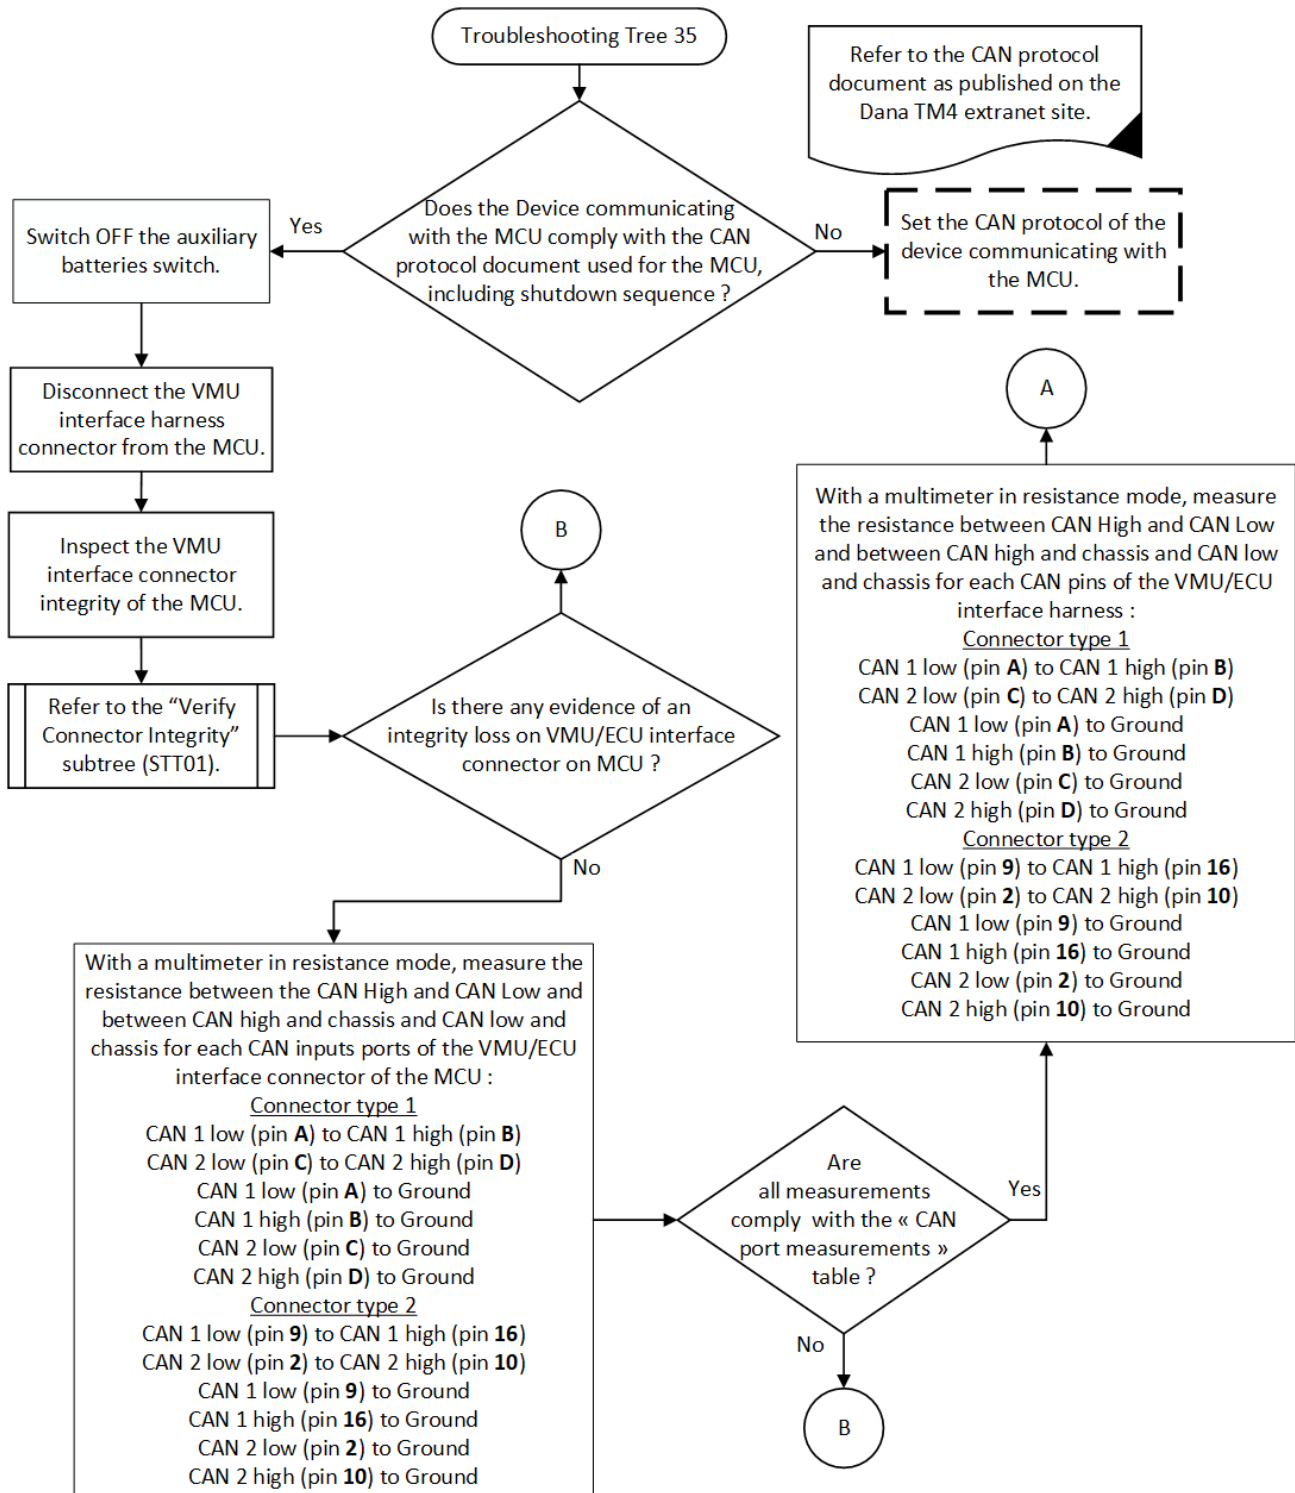 Troubleshooting Tree 35
Refer to the CAN protocol
document as published on the
Dana TM4 extranet site.
Does the Device communicating
with the MCU comply with the CAN
protocol document used for the MCU,
including shutdown sequence ?
Yes
No
Set the CAN protocol of the
device communicating with
the MCU.
Switch OFF the auxiliary
batteries switch.
Disconnect the VMU
interface harness
connector from the MCU.
Inspect the VMU
interface connector
integrity of the MCU.
Refer to the “Verify
Connector Integrity”
subtree (STT01).
B
Is there any evidence of an
integrity loss on VMU/ECU interface
connector on MCU ?
No
With a multimeter in resistance mode, measure the
resistance between the CAN High and CAN Low and
between CAN high and chassis and CAN low and
chassis for each CAN inputs ports of the VMU/ECU
interface connector of the MCU :
Connector type 1
CAN 1 low (pin A) to CAN 1 high (pin B)
CAN 2 low (pin C) to CAN 2 high (pin D)
CAN 1 low (pin A) to Ground
CAN 1 high (pin B) to Ground
CAN 2 low (pin C) to Ground
CAN 2 high (pin D) to Ground
Connector type 2
CAN 1 low (pin 9) to CAN 1 high (pin 16)
CAN 2 low (pin 2) to CAN 2 high (pin 10)
CAN 1 low (pin 9) to Ground
CAN 1 high (pin 16) to Ground
CAN 2 low (pin 2) to Ground
CAN 2 high (pin 10) to Ground
Are
all measurements
comply with the « CAN
port measurements »
table ?
Yes
No
B
A
With a multimeter in resistance mode, measure
the resistance between CAN High and CAN Low
and between CAN high and chassis and CAN low
and chassis for each CAN pins of the VMU/ECU
interface harness :
Connector type 1
CAN 1 low (pin A) to CAN 1 high (pin B)
CAN 2 low (pin C) to CAN 2 high (pin D)
CAN 1 low (pin A) to Ground
CAN 1 high (pin B) to Ground
CAN 2 low (pin C) to Ground
CAN 2 high (pin D) to Ground
Connector type 2
CAN 1 low (pin 9) to CAN 1 high (pin 16)
CAN 2 low (pin 2) to CAN 2 high (pin 10)
CAN 1 low (pin 9) to Ground
CAN 1 high (pin 16) to Ground
CAN 2 low (pin 2) to Ground
CAN 2 high (pin 10) to Ground